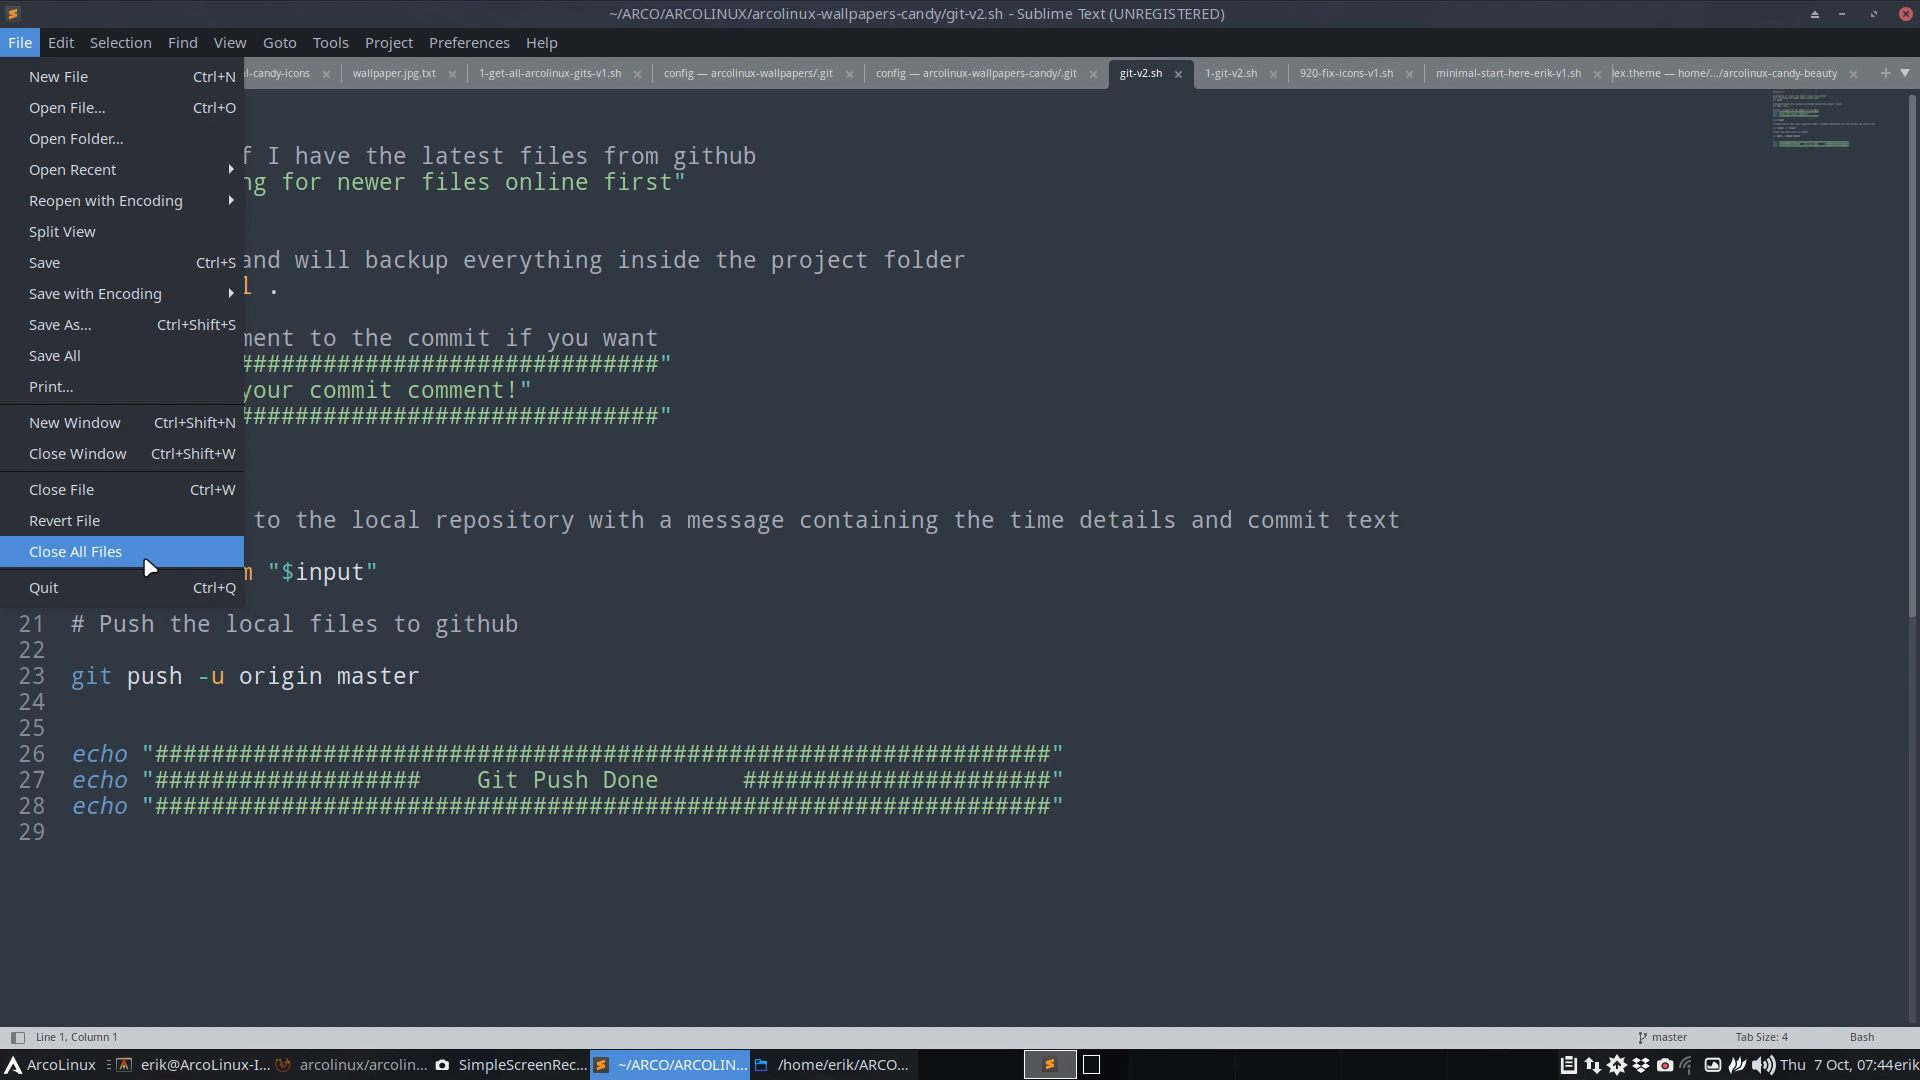 ~/ARCO/ARCOLINUX/arcolinux-wallpapers-candy/git-v2.sh - Sublime Text (UNREGISTERED)
File Edit Selection Find View Goto Tools Project Preferences Help
l-candy-icons wallpaper.jpg.txt 1-get-all-arcolinux-gits-v1.sh config — arcolinux-wallpapers/.git config — arcolinux-wallpapers-candy/.git git-v2.sh 1-git-v2.sh 920-fix-icons-v1.sh minimal-start-here-erik-v1.sh lex.theme — home/.../arcolinux-candy-beauty
New File Ctrl+N
Open File... Ctrl+O
Open Folder...
Open Recent
Reopen with Encoding
Split View
Save Ctrl+S
Save with Encoding
Save As... Ctrl+Shift+S
Save All
Print...
New Window Ctrl+Shift+N
Close Window Ctrl+Shift+W
Close File Ctrl+W
Revert File
Close All Files
Quit Ctrl+Q
f I have the latest files from github
ng for newer files online first"
and will backup everything inside the project folder
l .
ment to the commit if you want
##############################"
your commit comment!"
##############################"
to the local repository with a message containing the time details and commit text
m "$input"
21 # Push the local files to github
22
23 git push -u origin master
24
25
26 echo "################################################################"
27 echo "###################    Git Push Done      ######################"
28 echo "################################################################"
29
Line 1, Column 1 master Tab Size: 4 Bash
ArcoLinux erik@ArcoLinux-I... arcolinux/arcolin... SimpleScreenRec... ~/ARCO/ARCOLIN... /home/erik/ARCO... Thu 7 Oct, 07:44 erik